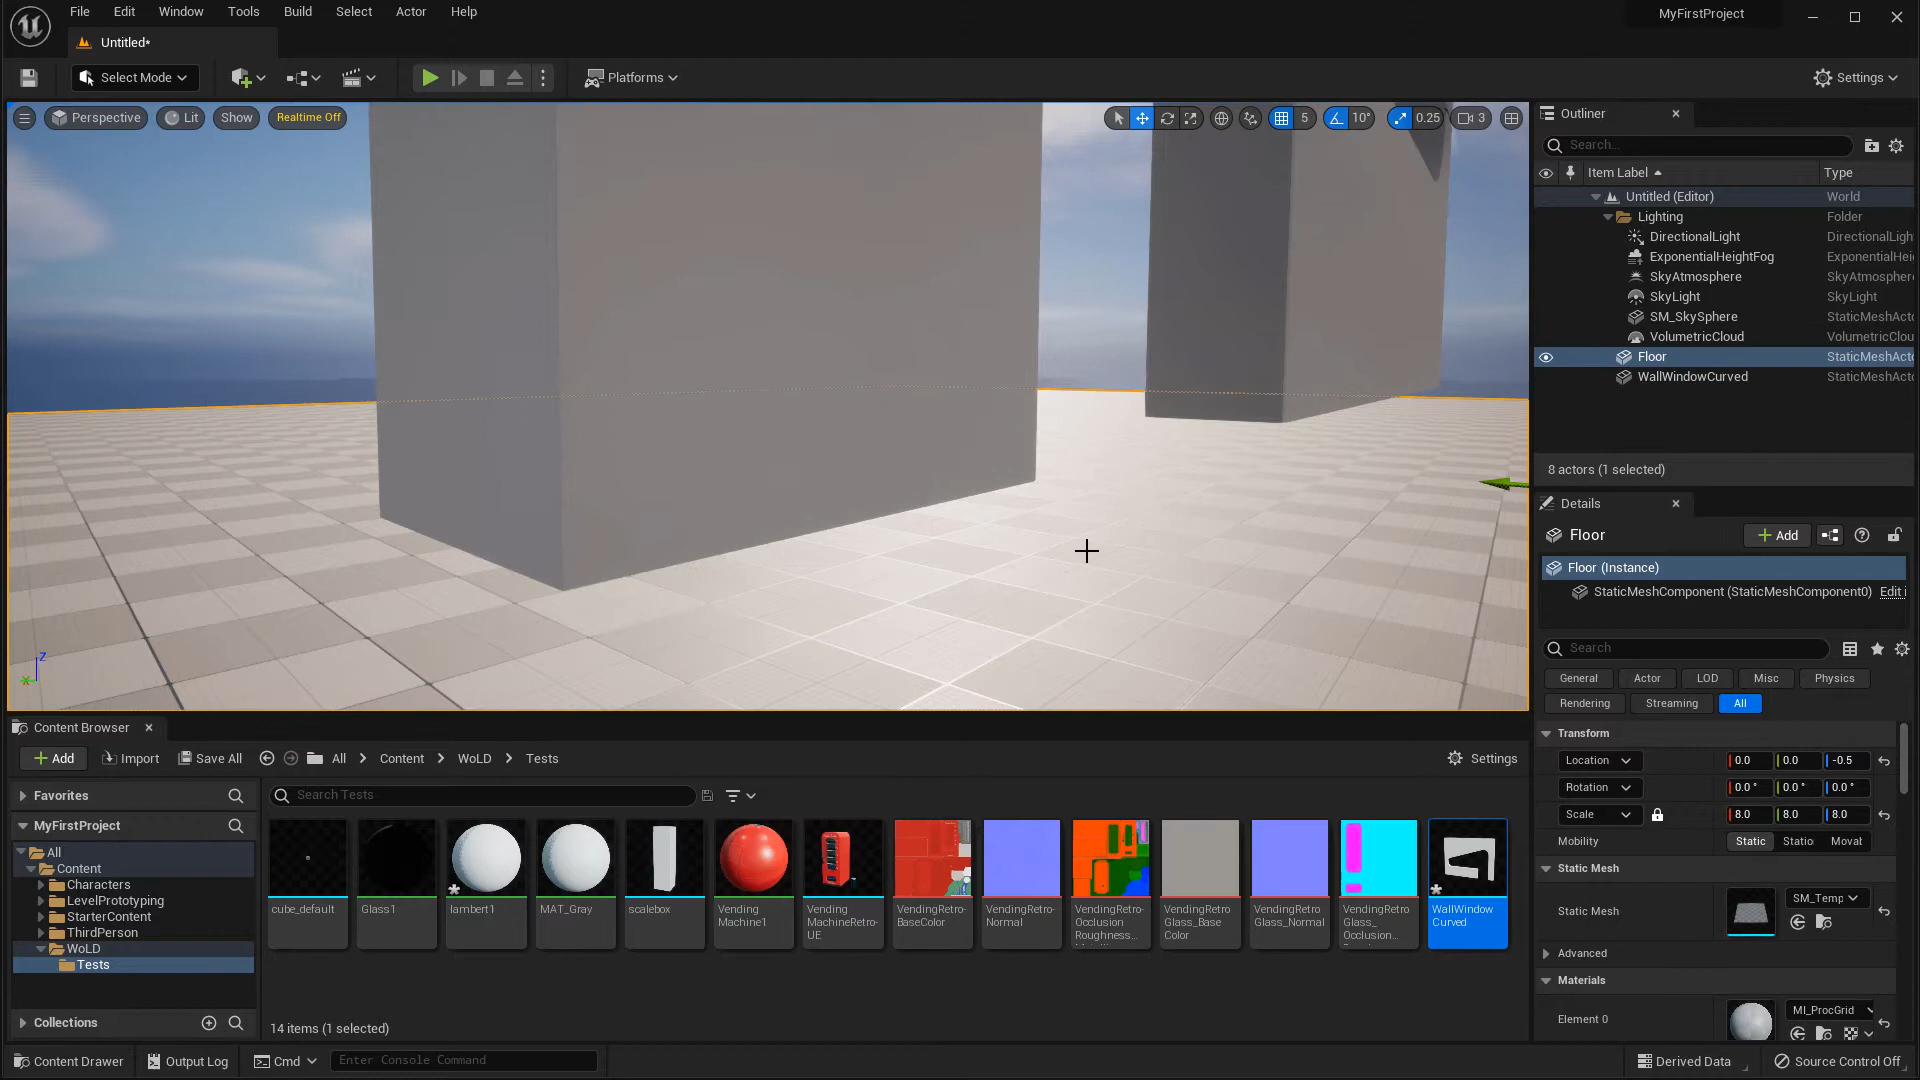 File Edit Window Tools Build Select Actor Help
MyFirstProject
Untitled*
Select Mode
Platforms
Settings
Perspective Lit Show Realtime Off
5 10° 0.25 3
Z
Outliner
Search...
Item Label Type
Untitled (Editor) World
Lighting Folder
DirectionalLight DirectionalLigh
ExponentialHeightFog ExponentialHei
SkyAtmosphere SkyAtmospher
SkyLight SkyLight
SM_SkySphere StaticMeshActo
VolumetricCloud VolumetricClou
Floor StaticMeshActo
WallWindowCurved StaticMeshActo
8 actors (1 selected)
Details
Floor
Add
Floor (Instance)
StaticMeshComponent (StaticMeshComponent0) Edit i
Search
General Actor LOD Misc Physics
Rendering Streaming All
Transform
Location 0.0 0.0 -0.5
Rotation 0.0° 0.0° 0.0°
Scale 8.0 8.0 8.0
Mobility Static Statio Moval
Static Mesh
Static Mesh SM_Temp
Advanced
Materials
Element 0 MI_ProcGrid
Content Browser
Add Import Save All All Content WoLD Tests
Settings
Favorites
MyFirstProject
All
Content
Characters
LevelPrototyping
StarterContent
ThirdPerson
WoLD
Tests
Collections
Search Tests
cube_default
Glass1
lambert1
MAT_Gray
scalebox
Vending
Machine1
Vending
MachineRetro-
UE
VendingRetro-
BaseColor
VendingRetro-
Normal
VendingRetro-
Occlusion
Roughness...
VendingRetro
Glass_Base
Color
VendingRetro
Glass_Normal
VendingRetro
Glass_
Occlusion...
WallWindow
Curved
14 items (1 selected)
Content Drawer Output Log Cmd Enter Console Command
Derived Data Source Control Off